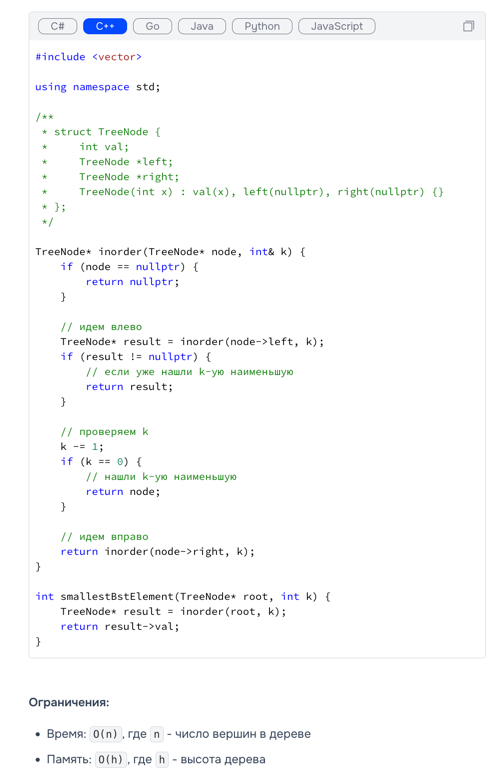 C# C++ Go Java Python JavaScript
#include <vector>
using namespace std;
/**
 * struct TreeNode {
 *     int val;
 *     TreeNode *left;
 *     TreeNode *right;
 *     TreeNode(int x) : val(x), left(nullptr), right(nullptr) {}
 * };
 */
TreeNode* inorder(TreeNode* node, int& k) {
    if (node == nullptr) {
        return nullptr;
    }
    // идем влево
    TreeNode* result = inorder(node->left, k);
    if (result != nullptr) {
        // если уже нашли k-ую наименьшую
        return result;
    }
    // проверяем k
    k -= 1;
    if (k == 0) {
        // нашли k-ую наименьшую
        return node;
    }
    // идем вправо
    return inorder(node->right, k);
}
int smallestBstElement(TreeNode* root, int k) {
    TreeNode* result = inorder(root, k);
    return result->val;
}
Ограничения:
• Время: O(n), где n - число вершин в дереве
• Память: O(h), где h - высота дерева